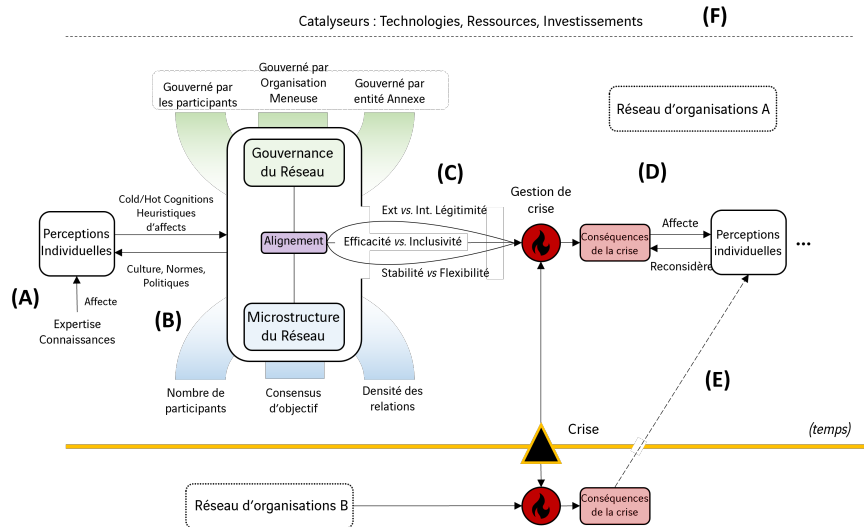 Catalyseurs : Technologies, Ressources, Investissements
(F)
Gouverné par
les participants
Gouverné par
Organisation
Meneuse
Gouverné par
entité Annexe
Réseau d'organisations A
Gouvernance
du Réseau
(C)
(D)
Gestion de
crise
Cold/Hot Cognitions
Heuristiques
d'affects
Perceptions
Individuelles
Culture, Normes,
Politiques
Alignement
Ext vs. Int. Légitimité
Efficacité vs. Inclusivité
Stabilité vs Flexibilité
Conséquences
de la crise
Affecte
Reconsidère
Perceptions
individuelles
...
(A)
Affecte
Expertise
Connaissances
(B)
Microstructure
du Réseau
Nombre de
participants
Consensus
d'objectif
Densité des
relations
(E)
Crise
(temps)
Réseau d'organisations B
Conséquences
de la crise